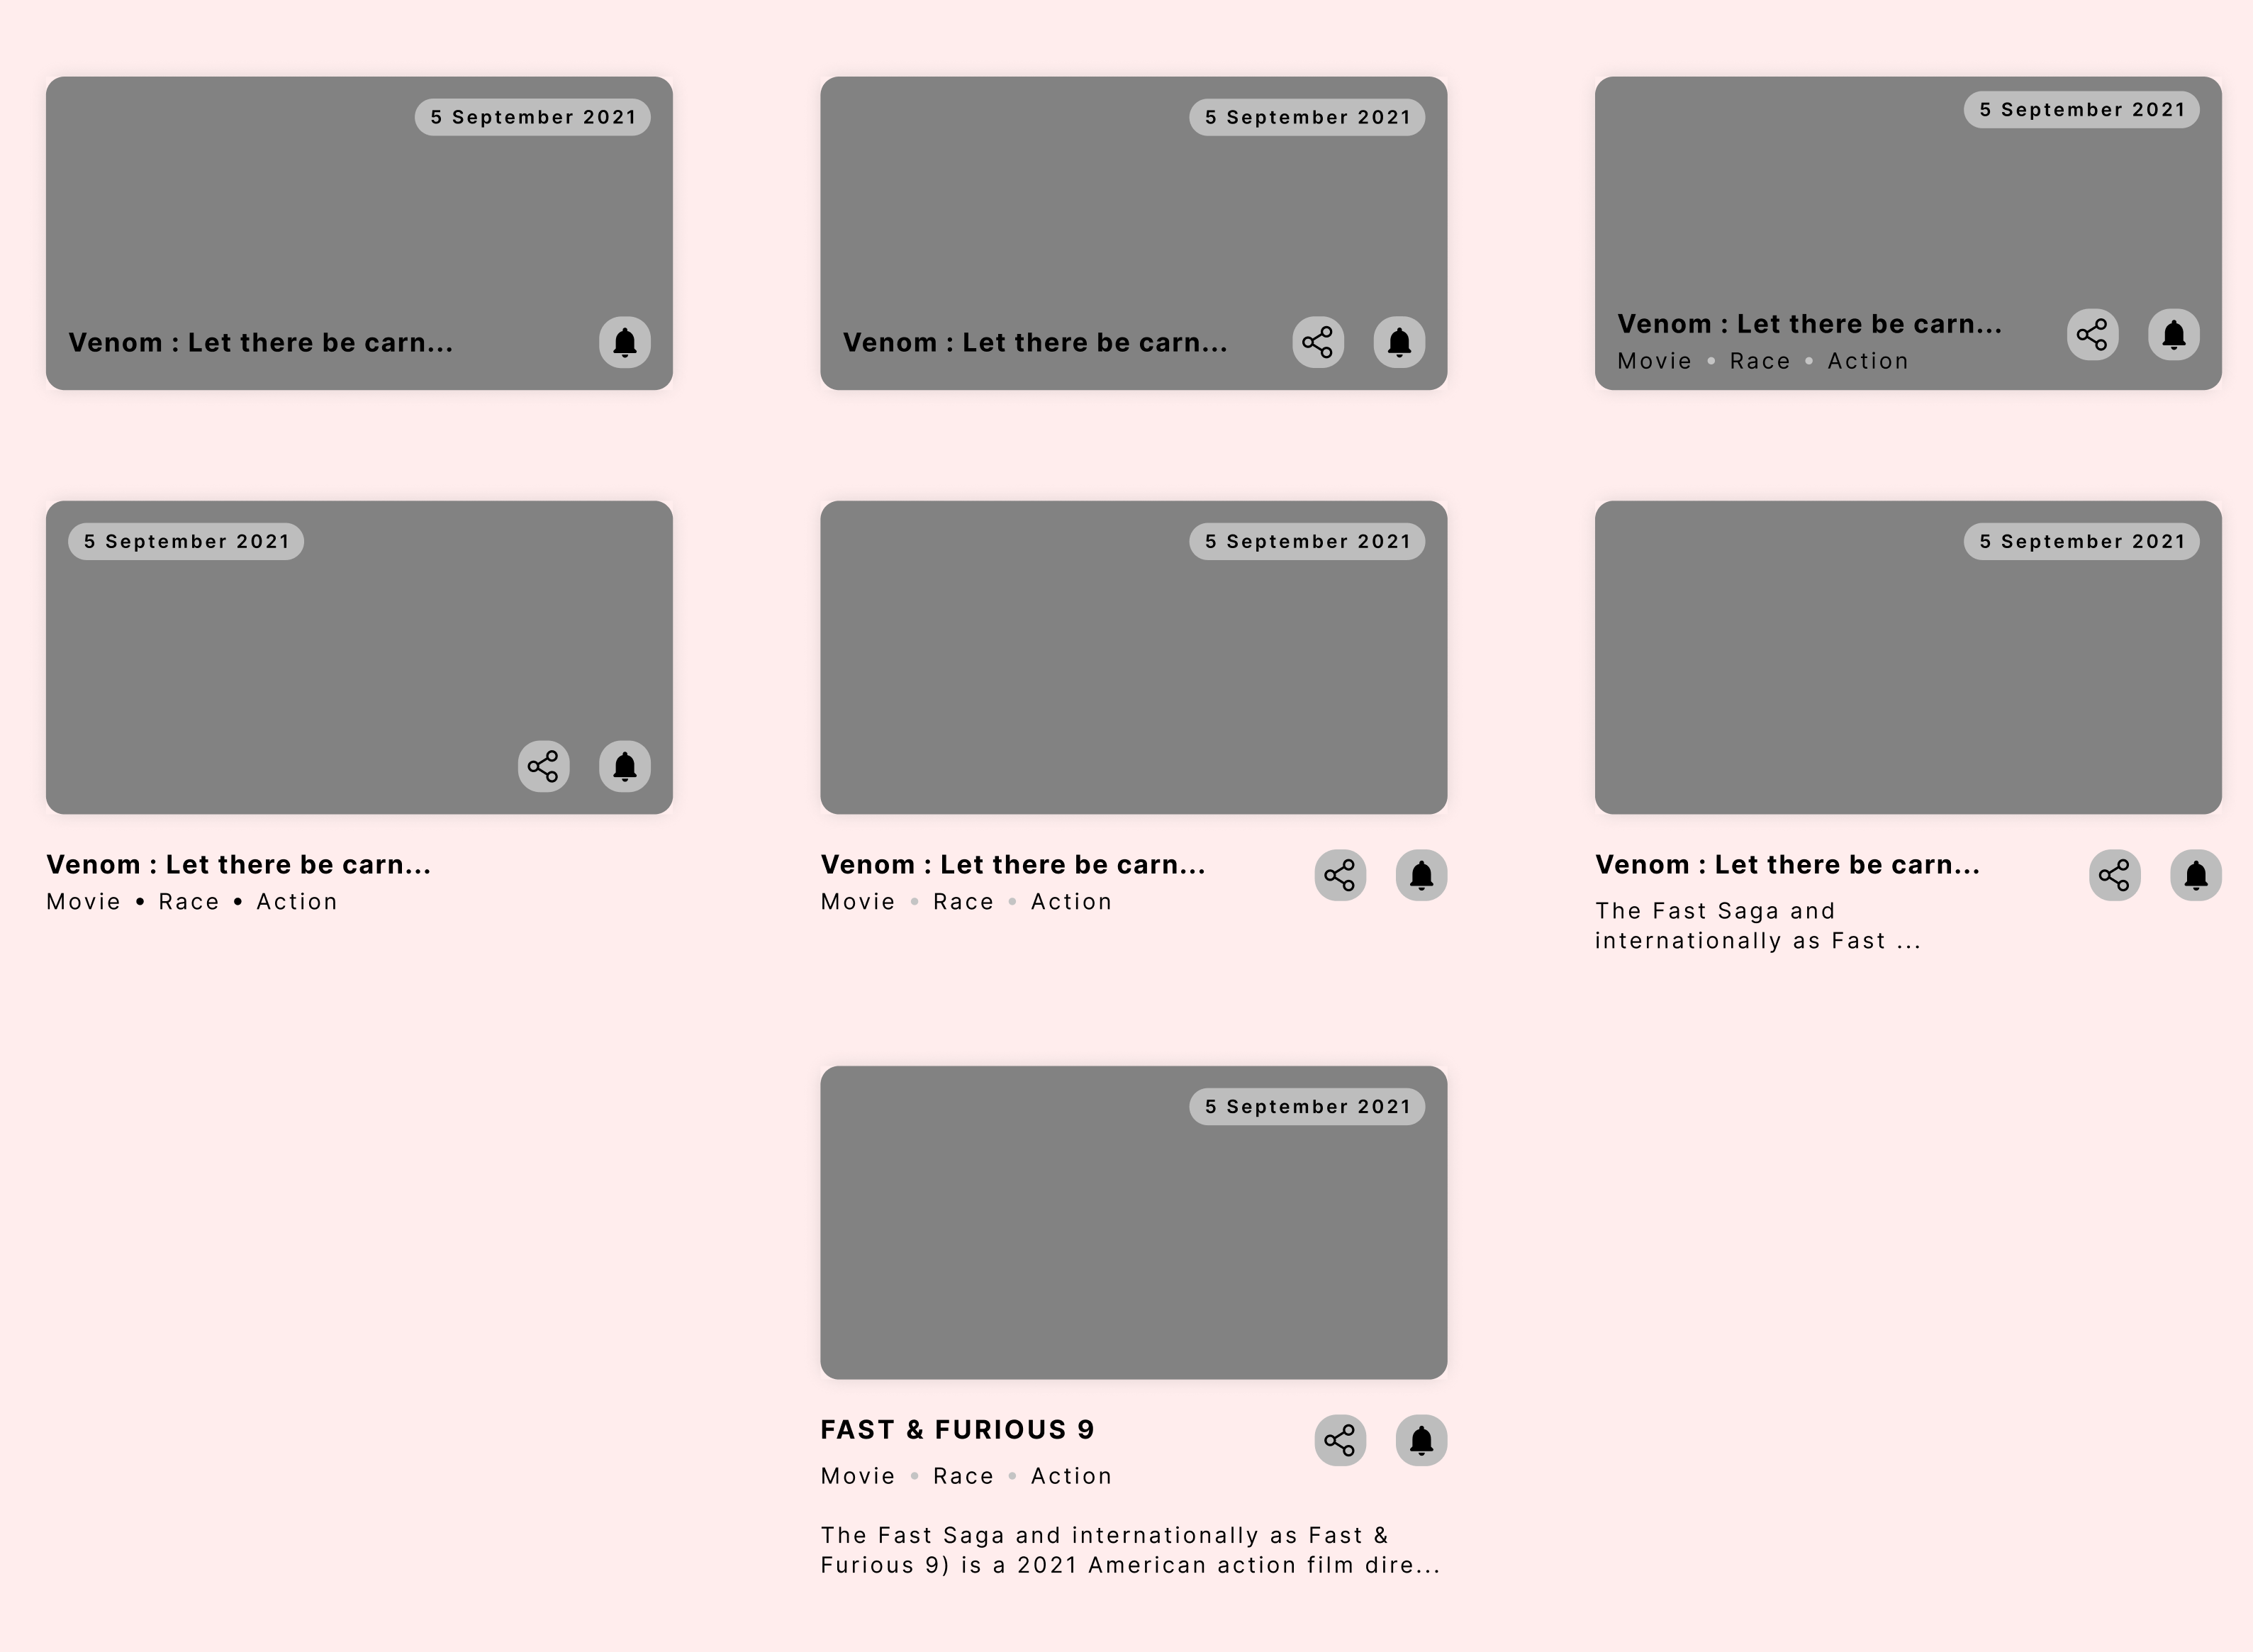 5 September 2021
Venom : Let there be carn...
5 September 2021
Venom : Let there be carn...
5 September 2021
Venom : Let there be carn...
Movie • Race • Action
5 September 2021
Venom : Let there be carn...
Movie • Race • Action
5 September 2021
Venom : Let there be carn...
Movie • Race • Action
5 September 2021
Venom : Let there be carn...
The Fast Saga and
internationally as Fast ...
5 September 2021
FAST & FURIOUS 9
Movie • Race • Action
The Fast Saga and internationally as Fast &
Furious 9) is a 2021 American action film dire...